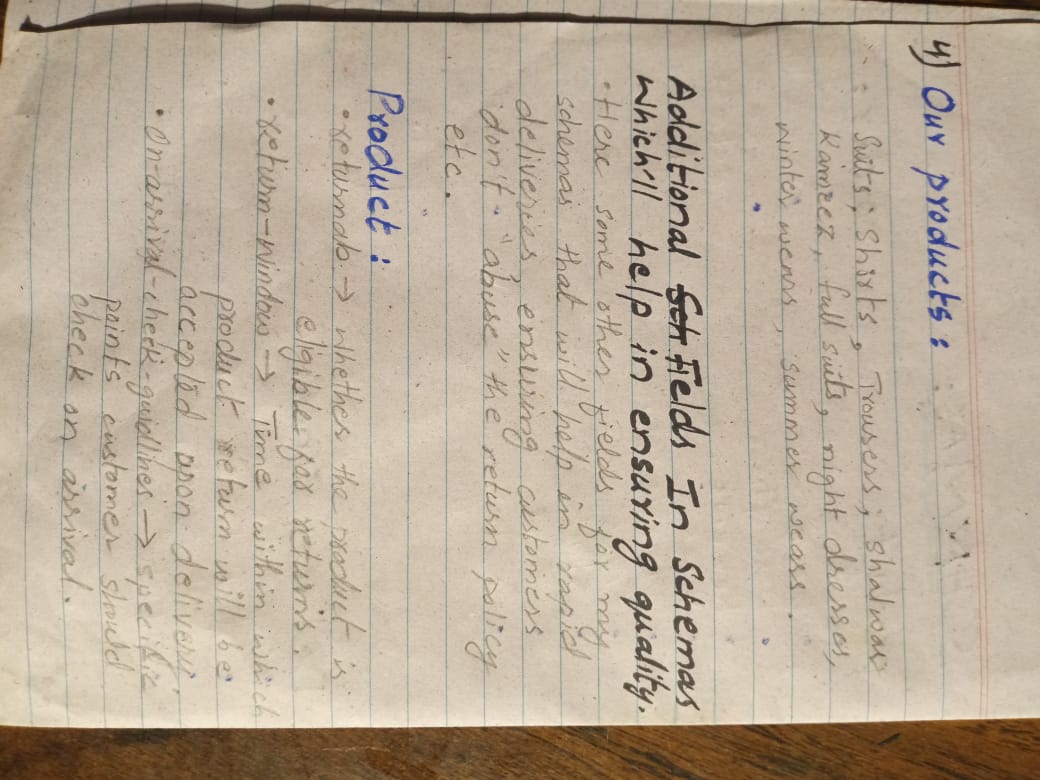 4) Our products :
Suits ; Shirts , Trousers ; shalwar
Kameez , full suits , night dresses,
winter wears , summer wears .
Additional Sch Fields In Schemas
Which'll help in ensuring quality.
• Here some other fields for my
schemas that will help in rapid
deliveries, ensuring customers
don't "abuse" the return policy
etc .
Product :
• returnab → Whether the product is
eligible for returns .
• return-window → Time within which
product return will be
accepted upon delivery.
• On-arrival-check-guidlines → specific
points customer should
check on arrival .